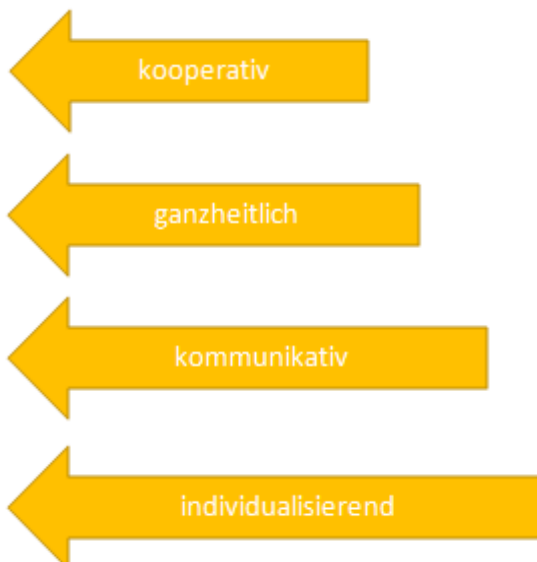 kooperativ
ganzheitlich
kommunikativ
individualisierend